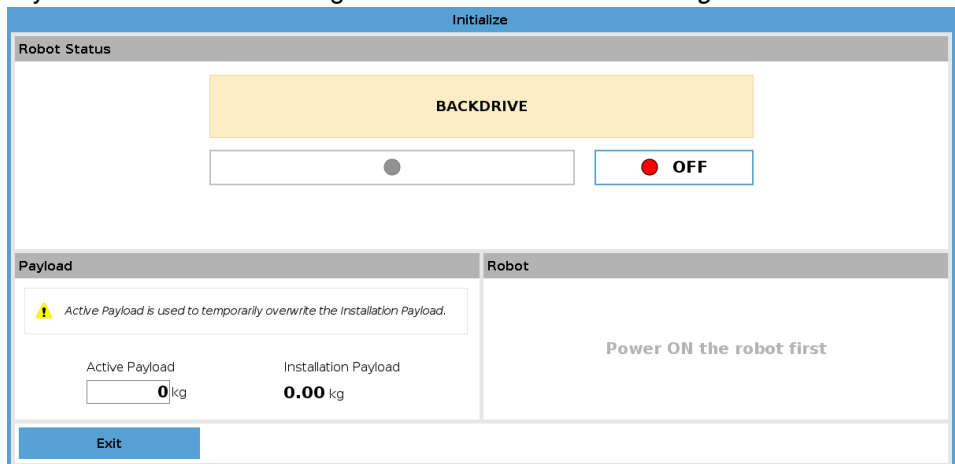 Initialize
Robot Status
BACKDRIVE
OFF
Payload
Robot
Active Payload is used to temporarily overwrite the Installation Payload.
Power ON the robot first
Active Payload
Installation Payload
0 kg
0.00 kg
Exit